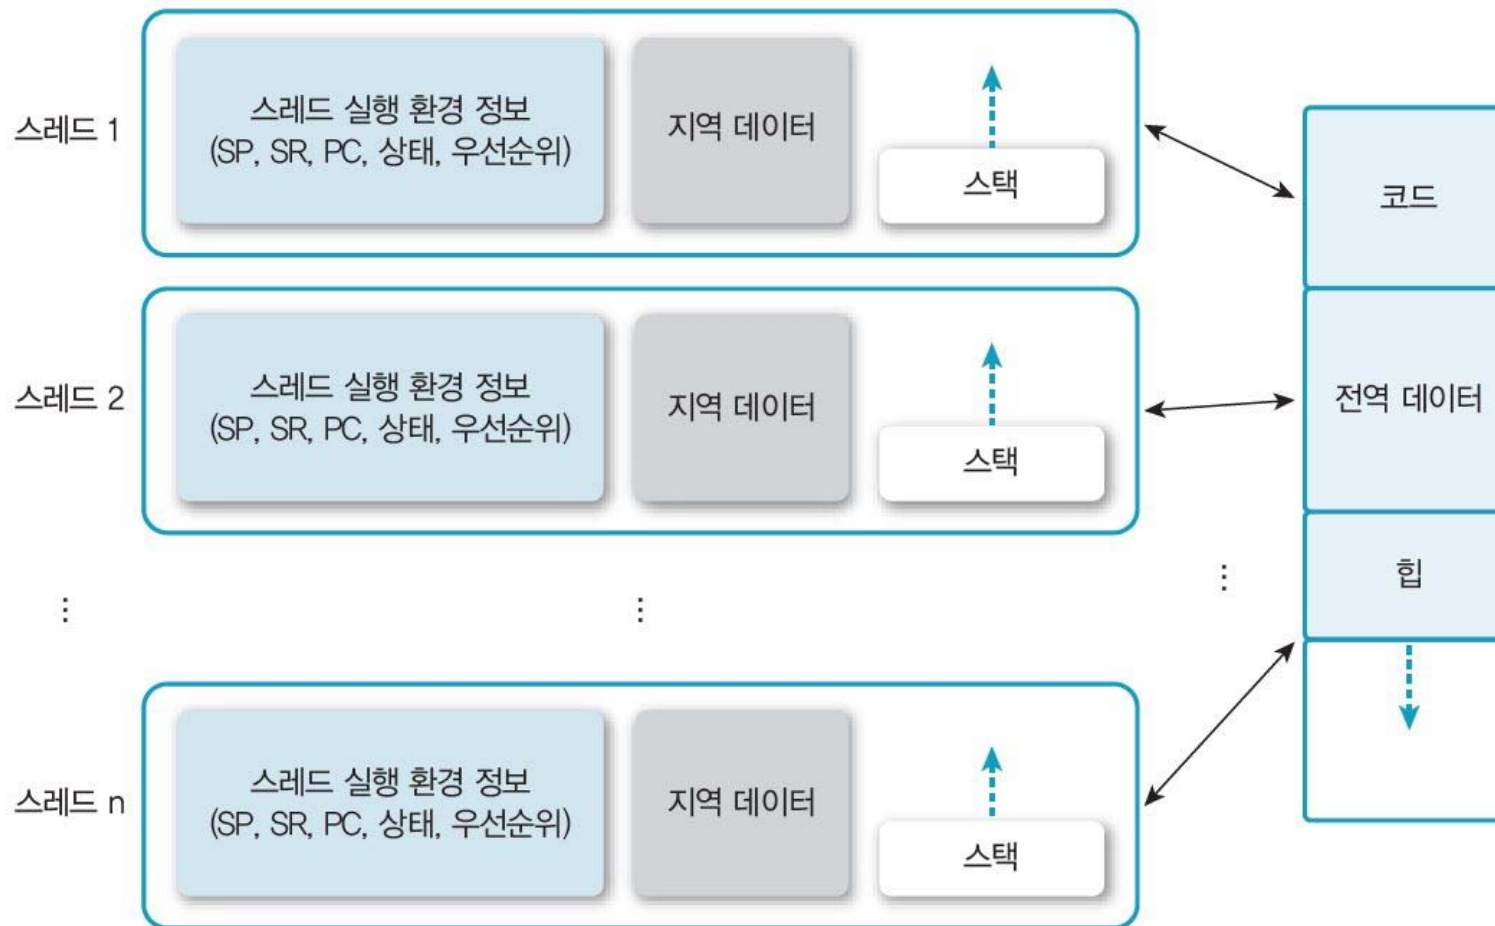 스레드 1
스레드 실행 환경 정보
(SP, SR, PC, 상태, 우선순위)
지역 데이터
스택
코드
스레드 2
스레드 실행 환경 정보
(SP, SR, PC, 상태, 우선순위)
지역 데이터
스택
전역 데이터
힙
⋮
⋮
⋮
스레드 n
스레드 실행 환경 정보
(SP, SR, PC, 상태, 우선순위)
지역 데이터
스택